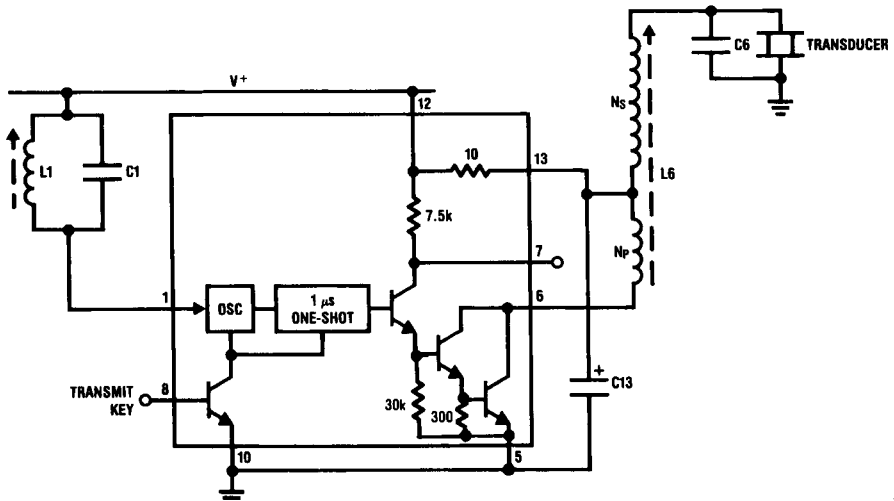 C6
TRANSDUCER
V+
12
NS
L1
C1
10
13
L6
7.5k
NP
7
1
OSC
1 μs
ONE-SHOT
6
TRANSMIT
KEY
8
30k
300
+
C13
10
5